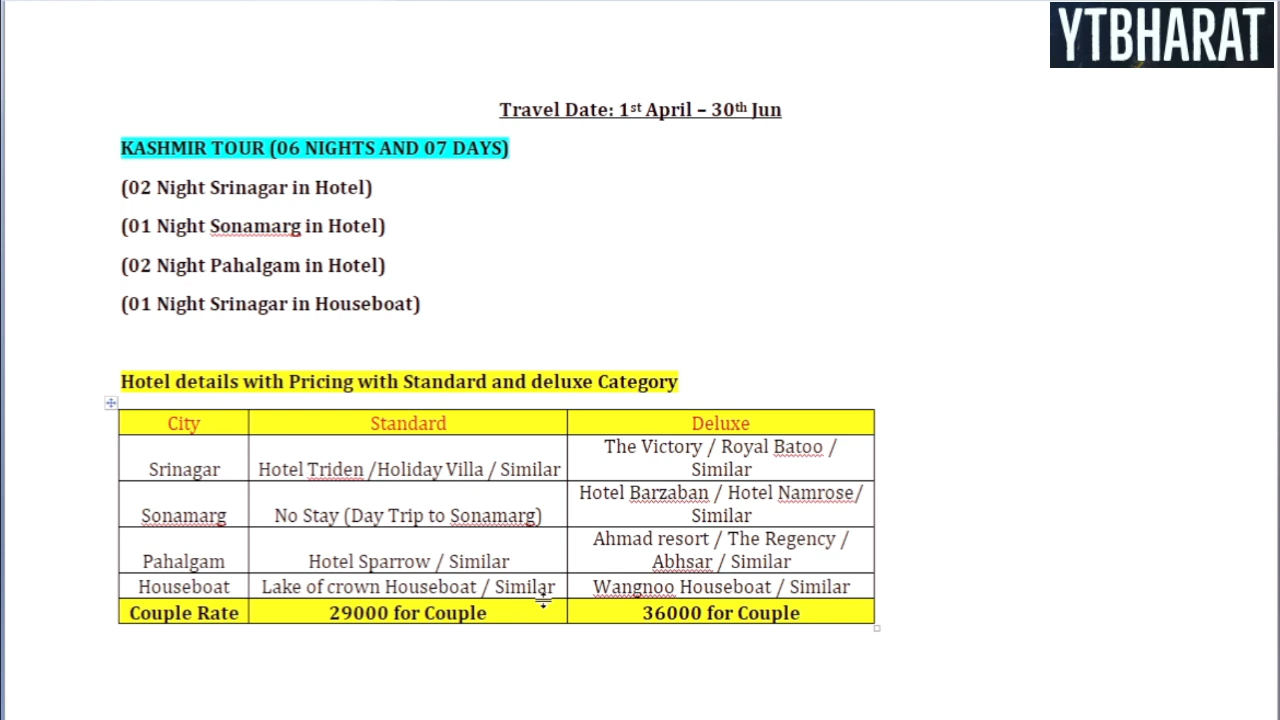 YTBHARAT
Travel Date: 1st April – 30th Jun
KASHMIR TOUR (06 NIGHTS AND 07 DAYS)
(02 Night Srinagar in Hotel)
(01 Night Sonamarg in Hotel)
(02 Night Pahalgam in Hotel)
(01 Night Srinagar in Houseboat)
Hotel details with Pricing with Standard and deluxe Category
City Standard Deluxe
Srinagar Hotel Triden /Holiday Villa / Similar The Victory / Royal Batoo / Similar
Sonamarg No Stay (Day Trip to Sonamarg) Hotel Barzaban / Hotel Namrose/ Similar
Pahalgam Hotel Sparrow / Similar Ahmad resort / The Regency / Abhsar / Similar
Houseboat Lake of crown Houseboat / Similar Wangnoo Houseboat / Similar
Couple Rate 29000 for Couple 36000 for Couple